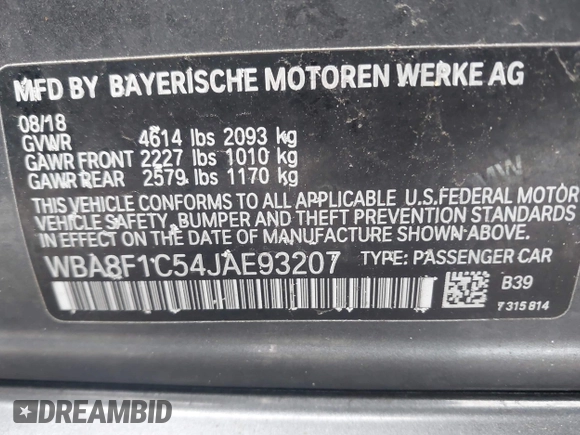 MFD BY BAYERISCHE MOTOREN WERKE AG
08/18
GVWR 4614 lbs 2093 kg
GAWR FRONT 2227 lbs 1010 kg
GAWR REAR 2579 lbs 1170 kg
THIS VEHICLE CONFORMS TO ALL APPLICABLE U.S.FEDERAL MOTOR
VEHICLE SAFETY, BUMPER AND THEFT PREVENTION STANDARDS
IN EFFECT ON THE DATE OF MANUFACTURE SHOWN ABOVE.
WBA8F1C54JAE93207 TYPE: PASSENGER CAR
B39
7 315 814
DREAMBID